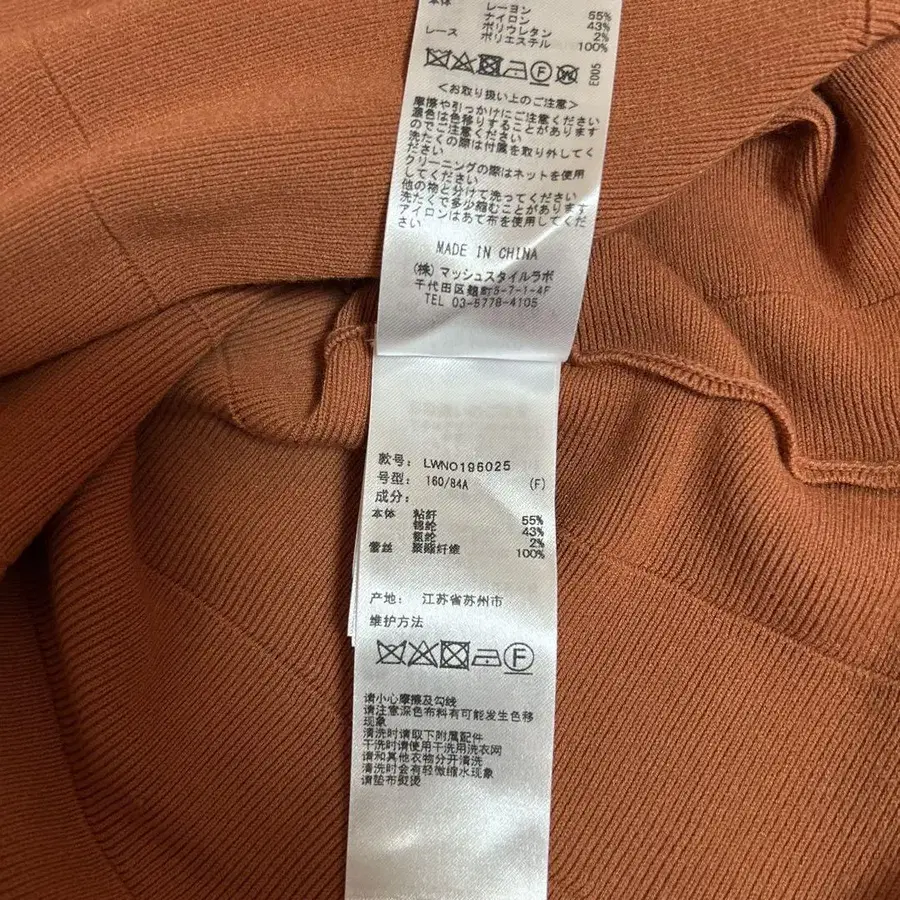 本体 レーヨン 55%
ナイロン 43%
ポリウレタン 2%
レース ポリエステル 100%
F W E005
<お取り扱い上のご注意>
摩擦や引っかけにご注意ください
濃色は色移りすることがあります
のでご注意ください
洗たくの際は付属を取り外してく
ださい
クリーニングの際はネットを使用
してください
他の物と分けて洗ってください
洗たくで多少縮むことがあります
アイロンはあて布を使用してくだ
さい
MADE IN CHINA
(株)マッシュスタイルラボ
千代田区麹町5-7-1-4F
TEL 03-5778-4105
款号: LWNO196025
号型: 160/84A (F)
成分:
本体 粘纤 55%
锦纶 43%
氨纶 2%
蕾丝 聚酯纤维 100%
产地: 江苏省苏州市
维护方法
F
请小心摩擦及勾线
请注意深色布料有可能发生色移
现象
清洗时请取下附属配件
干洗时请使用干洗用洗衣网
请和其他衣物分开清洗
清洗时会有轻微缩水现象
请垫布熨烫